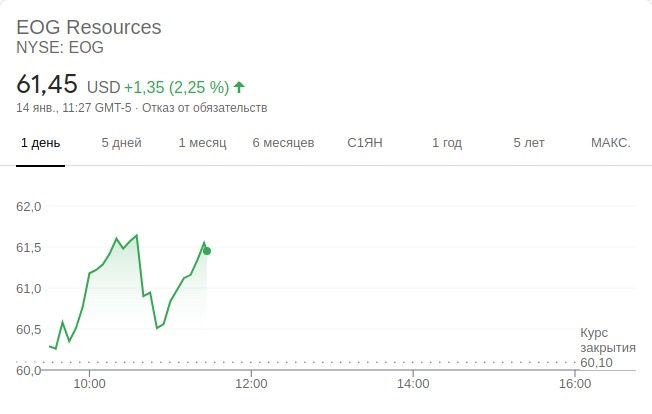 EOG Resources
NYSE: EOG
61,45 USD +1,35 (2,25 %)
14 янв., 11:27 GMT-5 · Отказ от обязательств
1 день 5 дней 1 месяц 6 месяцев С1ЯН 1 год 5 лет МАКС.
62,0
61,5
61,0
60,5
Курс
закрытия
60,10
60,0
10:00 12:00 14:00 16:00